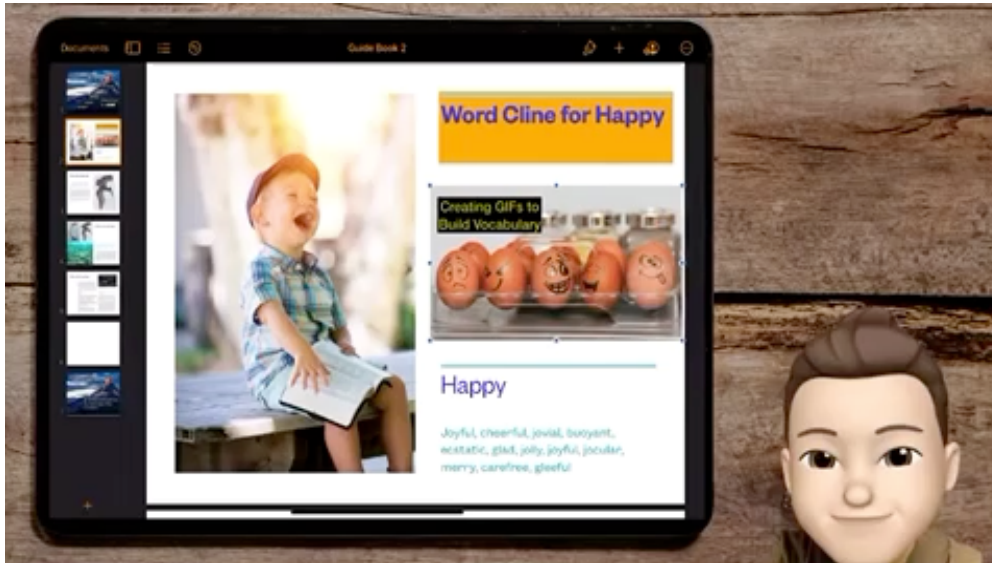 Documents
Guide Book 2
Word Cline for Happy
Creating GIFs to
Build Vocabulary
Happy
Joyful, cheerful, jovial, buoyant,
ecstatic, glad, jolly, joyful, jocular,
merry, carefree, gleeful